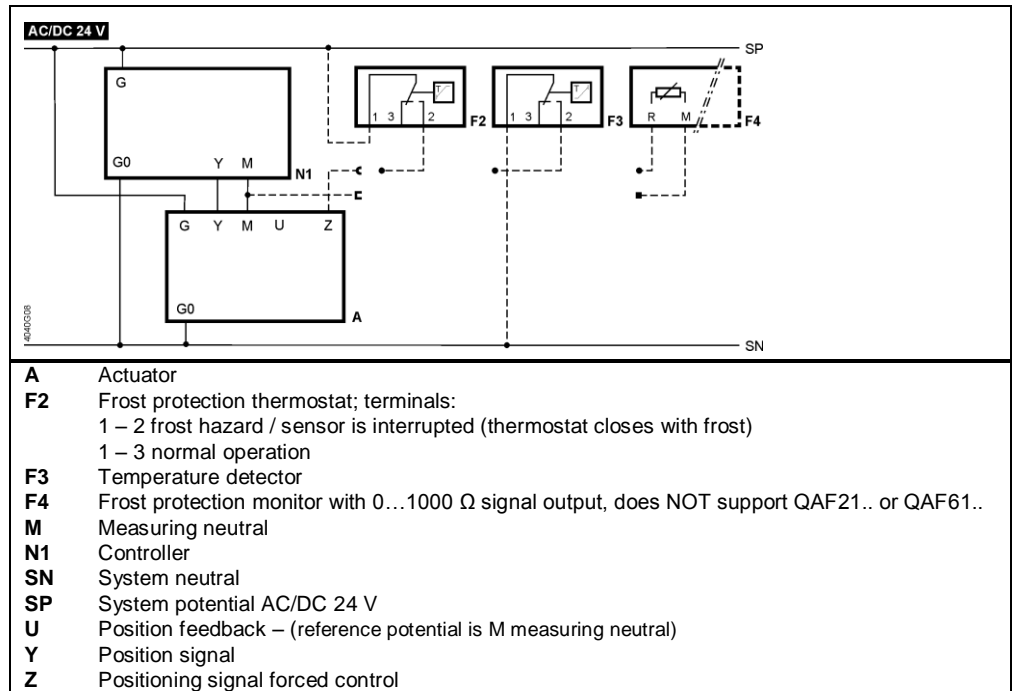 AC/DC 24 V
SP
G
G0 Y M
N1
1 3 2
F2
1 3 2
F3
R M
F4
G Y M U Z
G0
A
4040G08
SN
A Actuator
F2 Frost protection thermostat; terminals:
1 – 2 frost hazard / sensor is interrupted (thermostat closes with frost)
1 – 3 normal operation
F3 Temperature detector
F4 Frost protection monitor with 0…1000 Ω signal output, does NOT support QAF21.. or QAF61..
M Measuring neutral
N1 Controller
SN System neutral
SP System potential AC/DC 24 V
U Position feedback – (reference potential is M measuring neutral)
Y Position signal
Z Positioning signal forced control